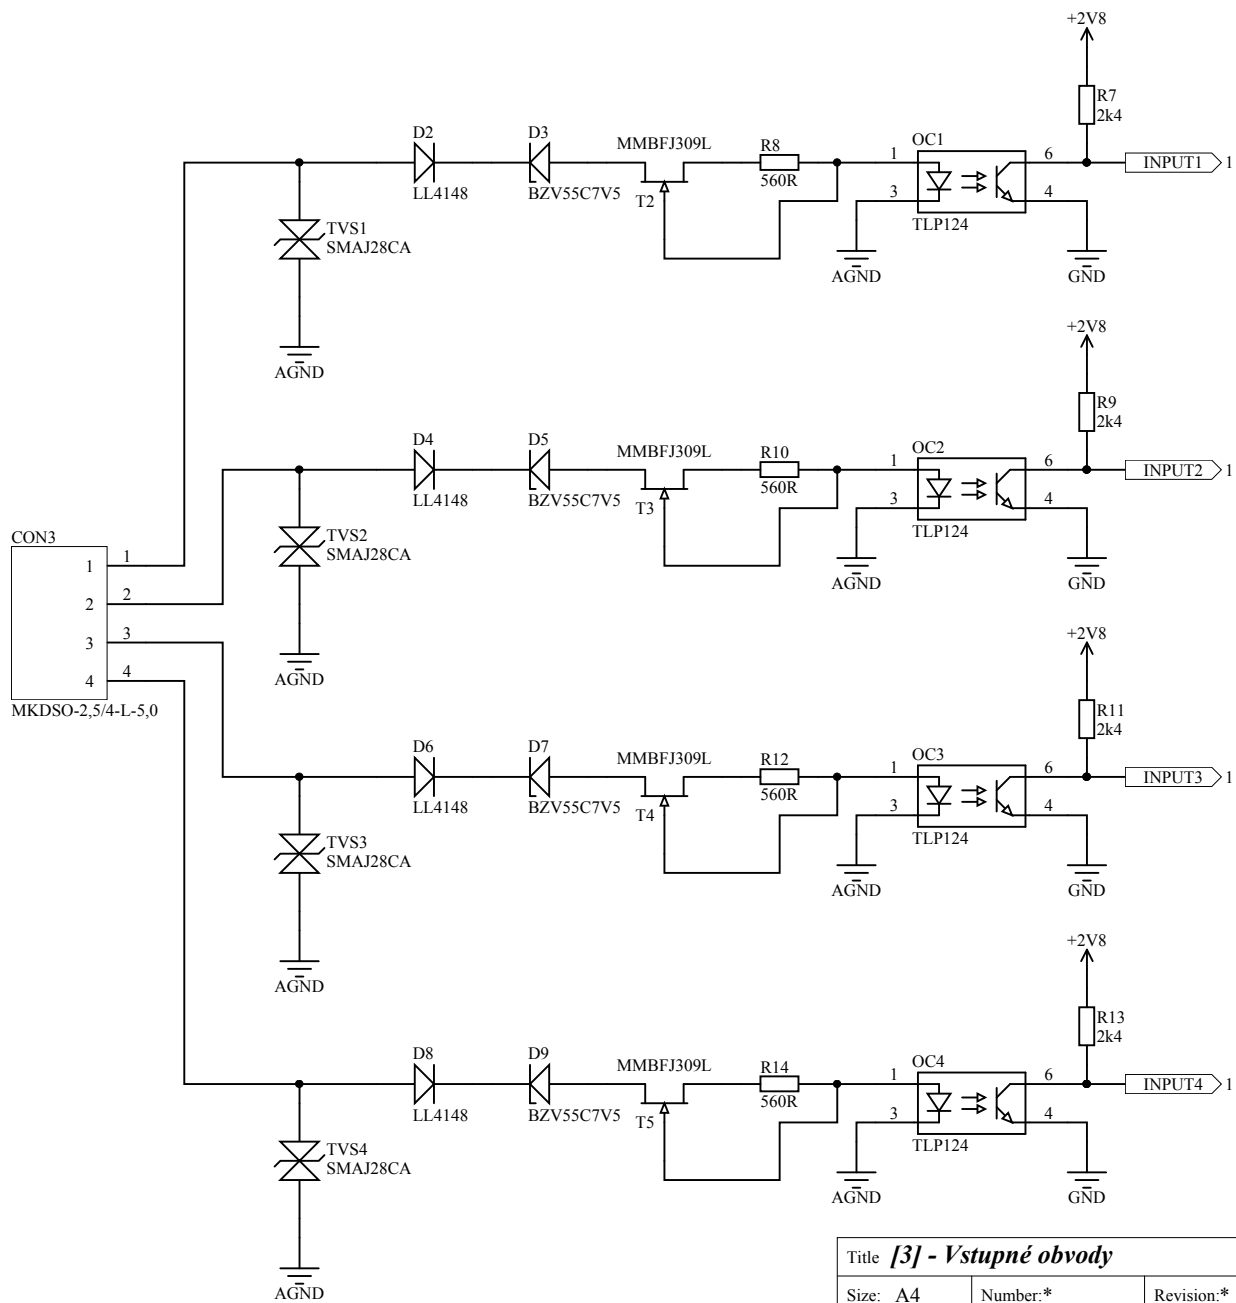 +2V8
R7
2k4
D2
D3
MMBFJ309L
R8
OC1
1
6
INPUT1
1
LL4148
BZV55C7V5
T2
560R
3
4
TLP124
TVS1
SMAJ28CA
AGND
GND
AGND
+2V8
R9
2k4
D4
D5
MMBFJ309L
R10
OC2
1
6
INPUT2
1
LL4148
BZV55C7V5
T3
560R
3
4
TLP124
TVS2
SMAJ28CA
CON3
1
1
2
2
3
3
4
4
MKDSO-2,5/4-L-5,0
AGND
GND
AGND
+2V8
R11
2k4
D6
D7
MMBFJ309L
R12
OC3
1
6
INPUT3
1
LL4148
BZV55C7V5
T4
560R
3
4
TLP124
TVS3
SMAJ28CA
AGND
GND
AGND
+2V8
R13
2k4
D8
D9
MMBFJ309L
R14
OC4
1
6
INPUT4
1
LL4148
BZV55C7V5
T5
560R
3
4
TLP124
TVS4
SMAJ28CA
AGND
GND
AGND
Title [3] - Vstupné obvody
Size: A4 Number:* Revision:*